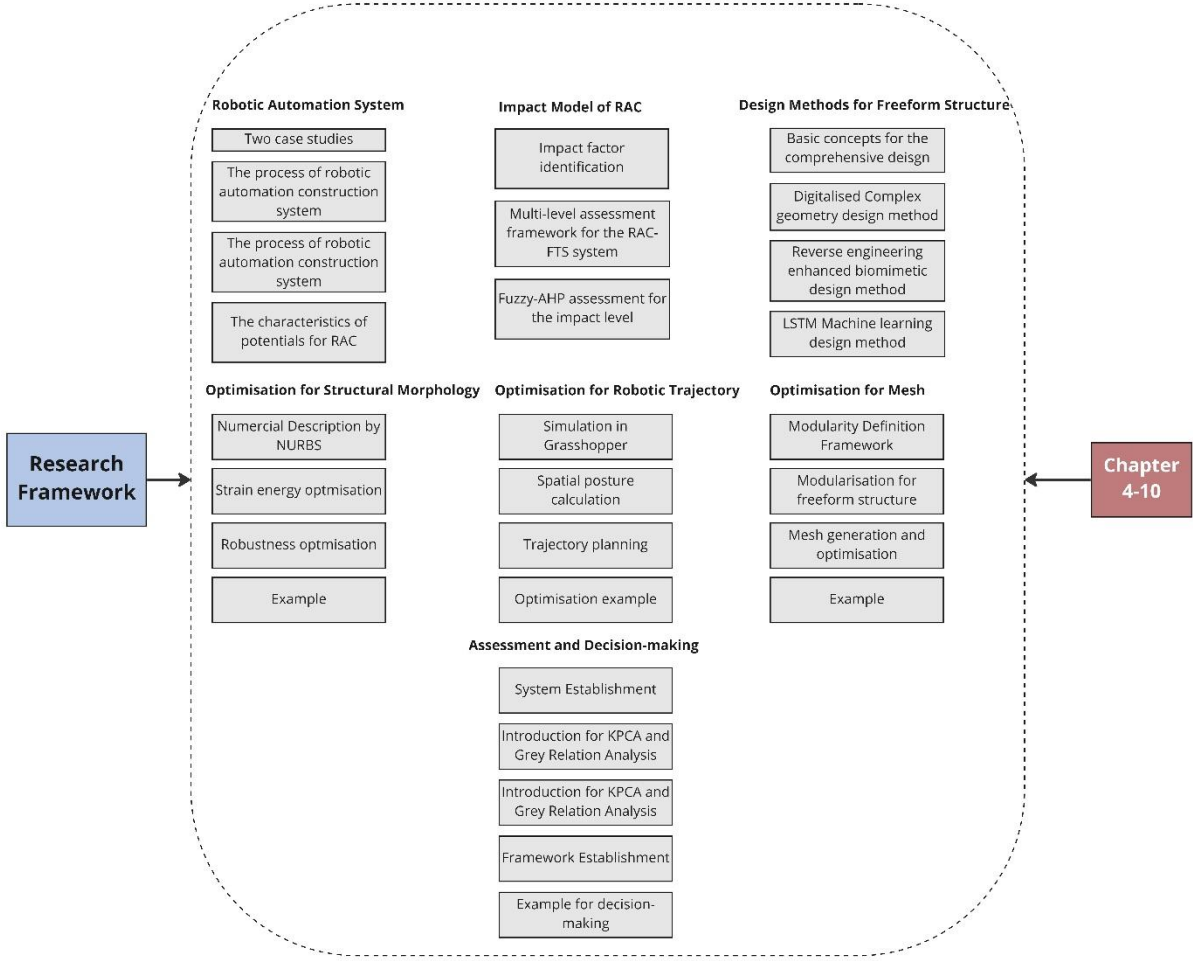 Robotic Automation System
Two case studies
The process of robotic
automation construction
system
The process of robotic
automation construction
system
The characteristics of
potentials for RAC
Impact Model of RAC
Impact factor
identification
Multi-level assessment
framework for the RAC-
FTS system
Fuzzy-AHP assessment for
the impact level
Design Methods for Freeform Structure
Basic concepts for the
comprehensive deisgn
Digitalised Complex
geometry design method
Reverse engineering
enhanced biomimetic
design method
LSTM Machine learning
design method
Optimisation for Structural Morphology
Numercial Description by
NURBS
Strain energy optmisation
Robustness optmisation
Example
Optimisation for Robotic Trajectory
Simulation in
Grasshopper
Spatial posture
calculation
Trajectory planning
Optimisation example
Optimisation for Mesh
Modularity Definition
Framework
Modularisation for
freeform structure
Mesh generation and
optimisation
Example
Research
Framework
Chapter
4-10
Assessment and Decision-making
System Establishment
Introduction for KPCA and
Grey Relation Analysis
Introduction for KPCA and
Grey Relation Analysis
Framework Establishment
Example for decision-
making